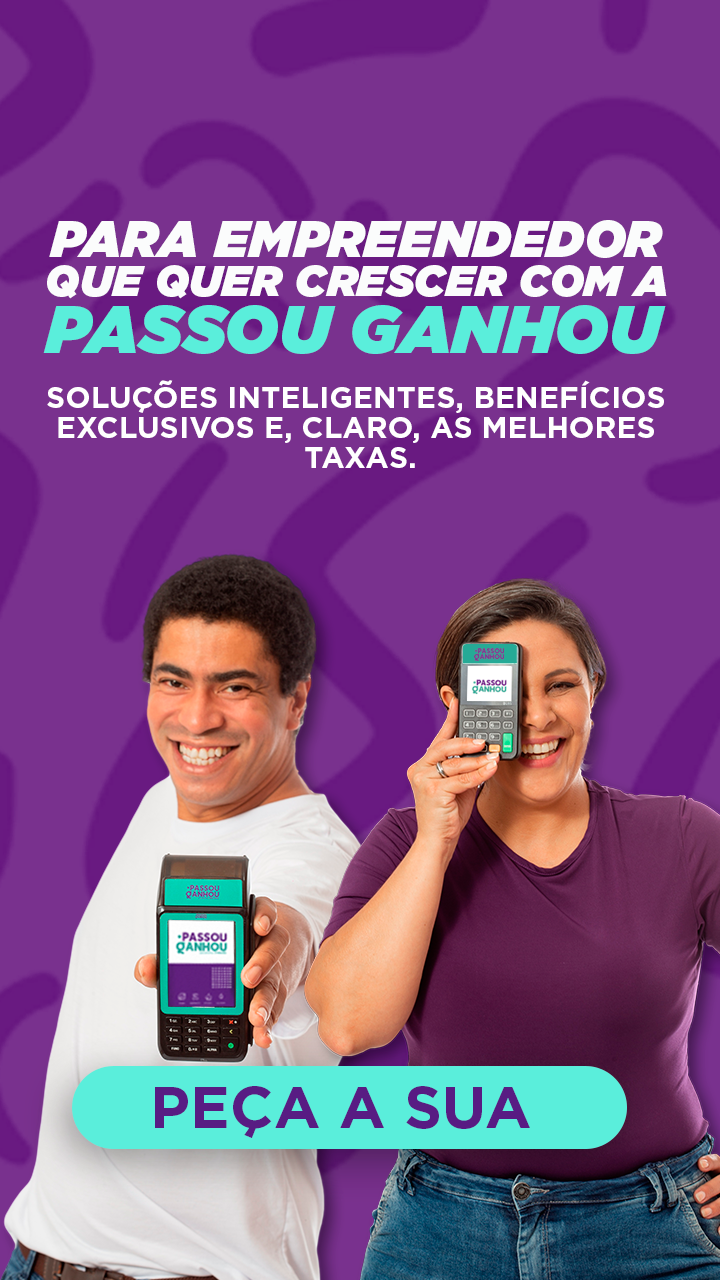 PARA EMPREENDEDOR
QUE QUER CRESCER COM A
PASSOU GANHOU
SOLUÇÕES INTELIGENTES, BENEFÍCIOS
EXCLUSIVOS E, CLARO, AS MELHORES
TAXAS.
PASSOU
GANHOU
PASSOU
GANHOU
PASSOU
GANHOU
PASSOU
GANHOU
PEÇA A SUA